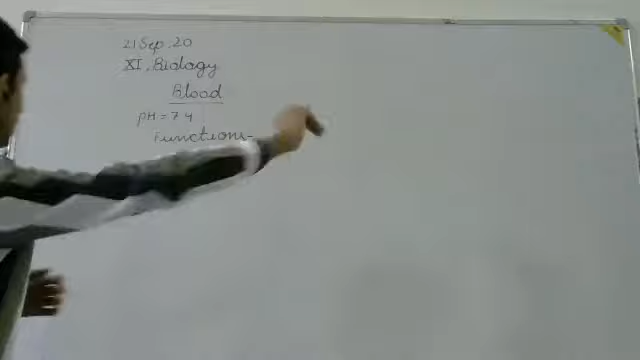 21 Sep. 20
XI. Biology
Blood
pH = 7.4
Functions-